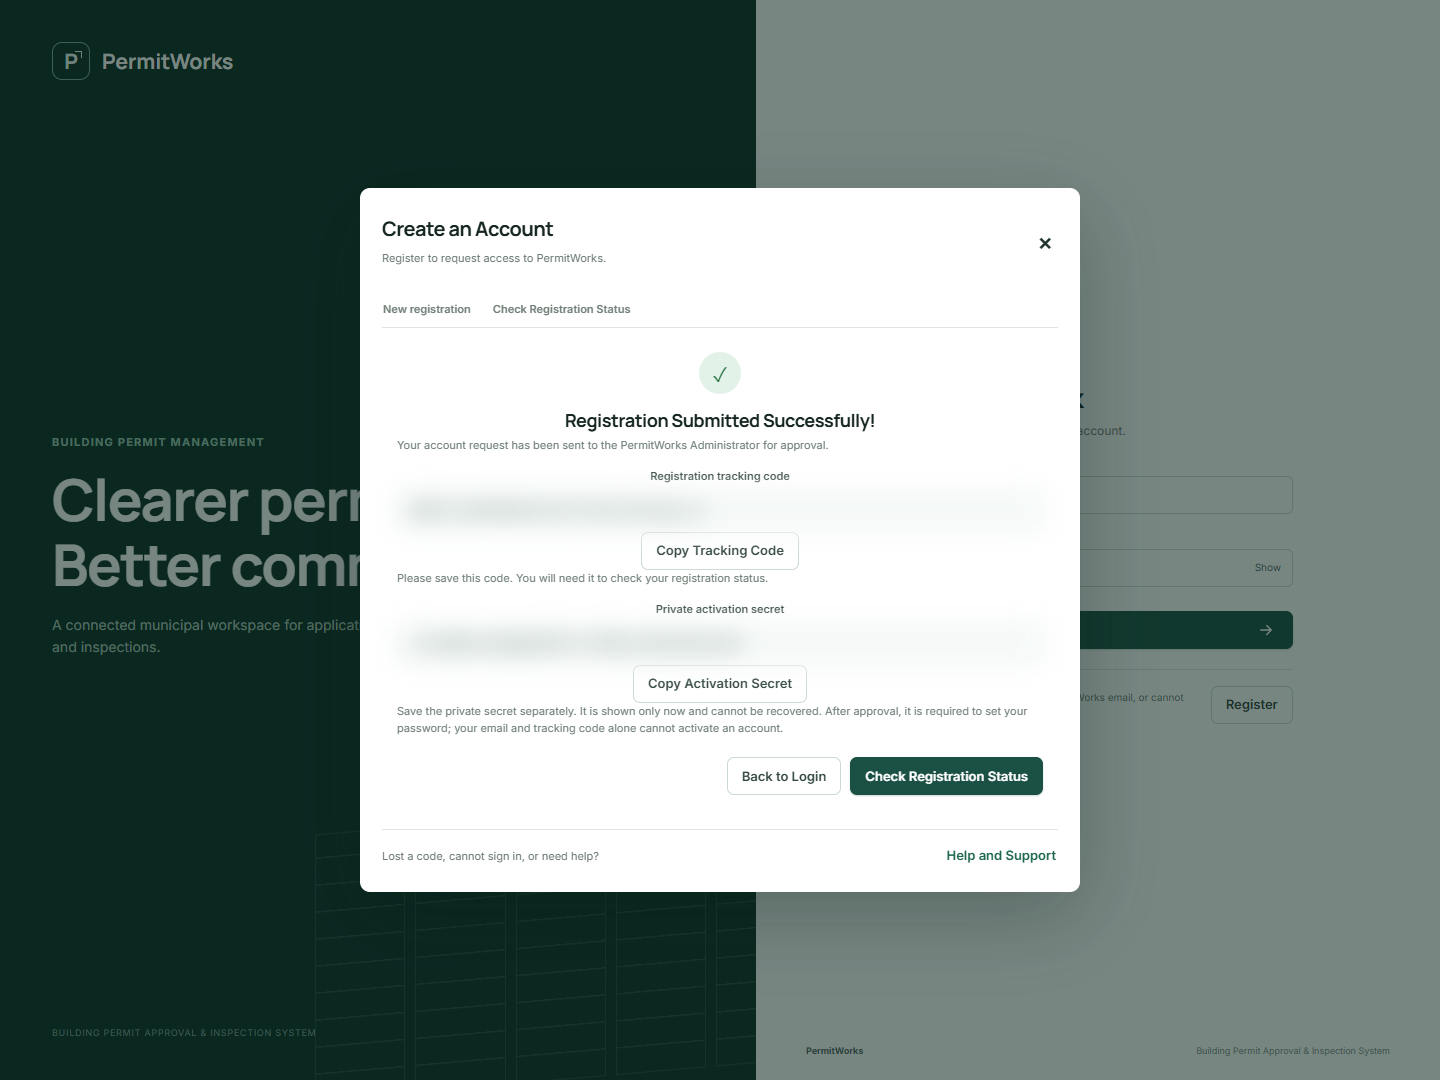 PermitWorks
BUILDING PERMIT MANAGEMENT
Clearer
Better
A connected municipal workspace for
and inspections.
BUILDING PERMIT APPROVAL & INSPECTION SYSTEM
Create an Account
Register to request access to PermitWorks.
New registration
Check Registration Status
Registration Submitted Successfully!
Your account request has been sent to the PermitWorks Administrator for approval.
Registration tracking code
Copy Tracking Code
Please save this code. You will need it to check your registration status.
Private activation secret
Copy Activation Secret
Save the private secret separately. It is shown only now and cannot be recovered. After approval, it is required to set your
password; your email and tracking code alone cannot activate an account.
Back to Login
Check Registration Status
Lost a code, cannot sign in, or need help?
Help and Support
account.
Show
email, or cannot
Register
PermitWorks
Building Permit Approval & Inspection System